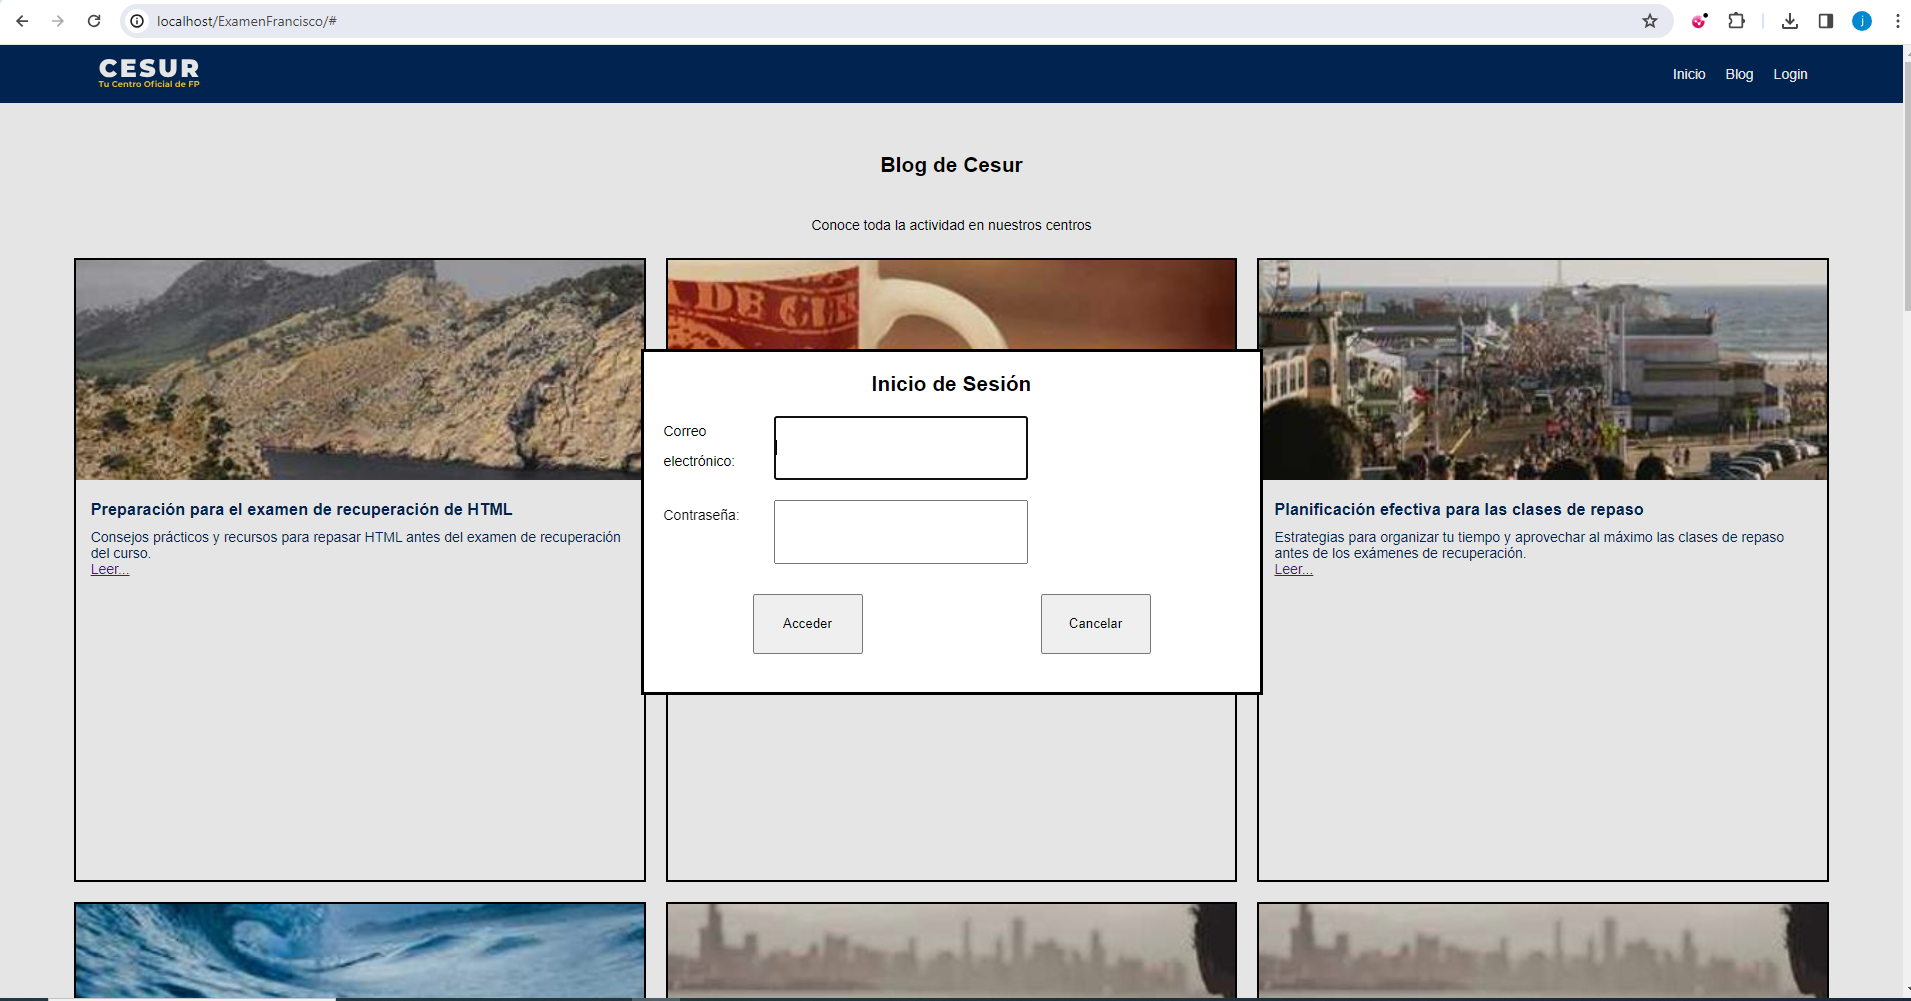 localhost/ExamenFrancisco/#
j
CESUR
Tu Centro Oficial de FP
Inicio Blog Login
Blog de Cesur
Conoce toda la actividad en nuestros centros
Inicio de Sesión
Correo
electrónico:
Contraseña:
Acceder Cancelar
Preparación para el examen de recuperación de HTML
Consejos prácticos y recursos para repasar HTML antes del examen de recuperación
del curso.
Leer...
Planificación efectiva para las clases de repaso
Estrategias para organizar tu tiempo y aprovechar al máximo las clases de repaso
antes de los exámenes de recuperación.
Leer...